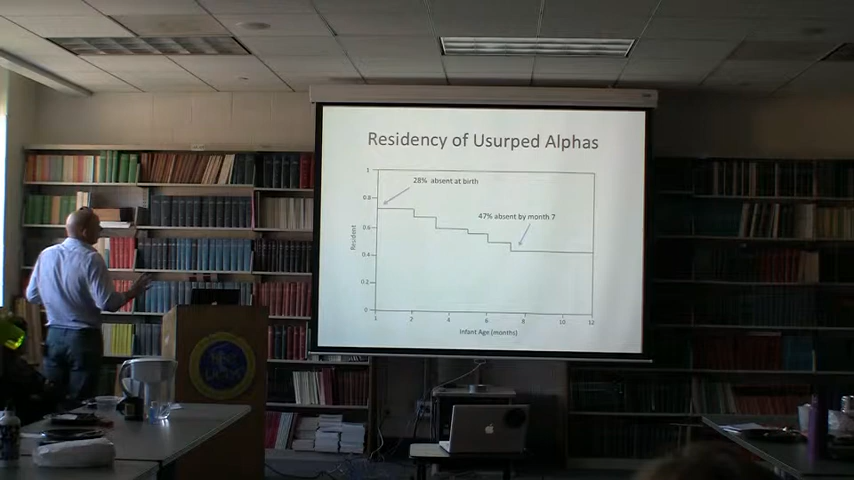 Residency of Usurped Alphas
1
28% absent at birth
0.8
47% absent by month 7
0.6
Resident
0.4
0.2
0
1
2
4
6
8
10
12
Infant Age (months)